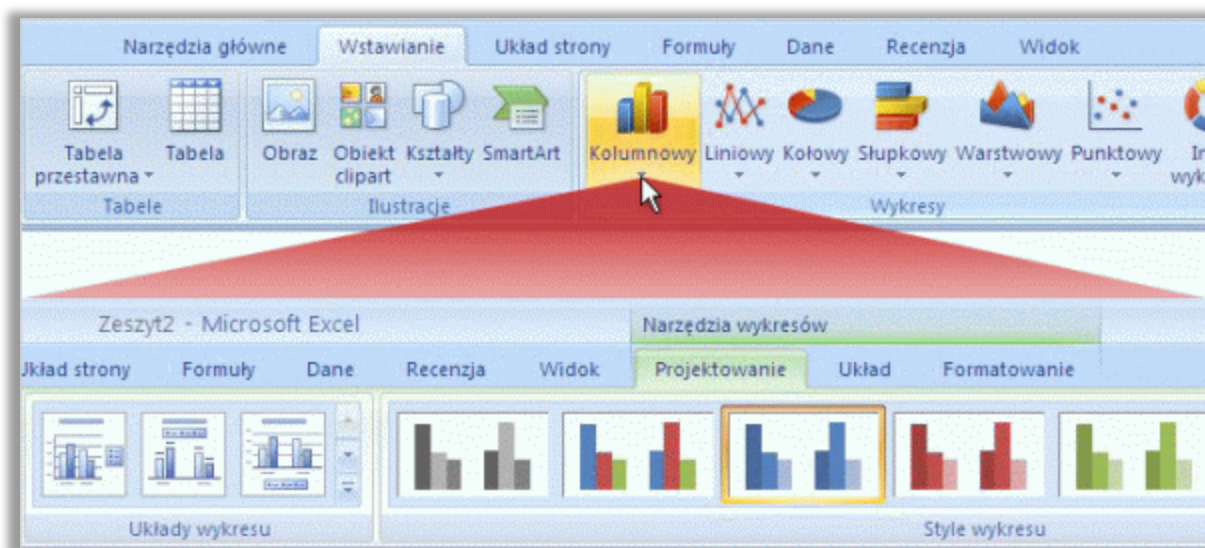 Narzędzia główne Wstawianie Układ strony Formuły Dane Recenzja Widok
Tabela przestawna
Tabela
Obraz
Obiekt clipart
Kształty
SmartArt
Kolumnowy
Liniowy
Kołowy
Słupkowy
Warstwowy
Punktowy
Tabele
Ilustracje
Wykresy
Zeszyt2 - Microsoft Excel
Narzędzia wykresów
Układ strony Formuły Dane Recenzja Widok Projektowanie Układ Formatowanie
Układy wykresu
Style wykresu